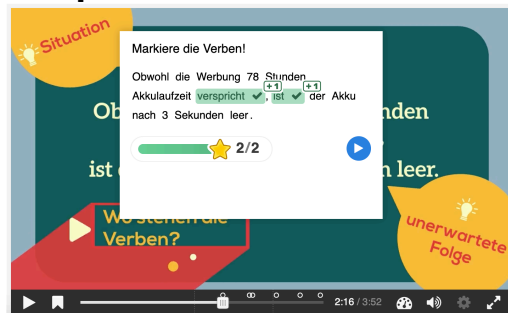 Situation
Markiere die Verben!
Obwohl die Werbung 78 Stunden
+1 +1
Akkulaufzeit verspricht ✔, ist ✔ der Akku
nach 3 Sekunden leer.
2/2
Ob nden
ist n leer.
Wo stehen die
Verben?
unerwartete
Folge
2:16 / 3:52